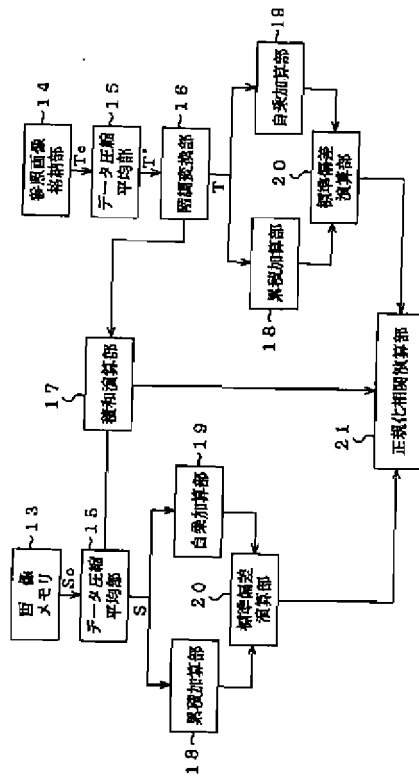 13
画像
メモリ
So
15
データ圧縮
平均部
S
18
累積加算部
19
自乗加算部
20
標準偏差
演算部
17
積和演算部
14
参照画像
格納部
To
15
データ圧縮
平均部
T'
16
階調変換部
T
18
累積加算部
19
自乗加算部
20
標準偏差
演算部
21
正規化相関演算部